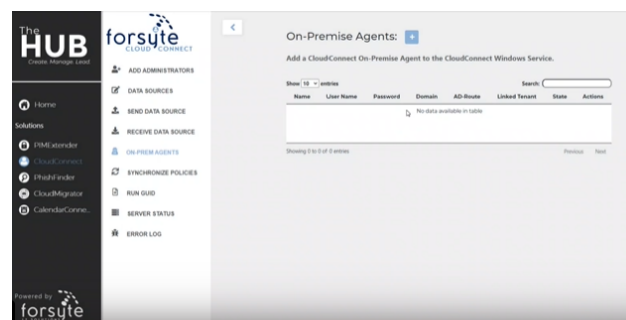 The
HUB
Create Manage Lead
Home
Solutions
PIMExtender
CloudConnect
PhishFinder
CloudMigrator
CalendarConne..
Powered by
forsyte
forsyte
CLOUD CONNECT
ADD ADMINISTRATORS
DATA SOURCES
SEND DATA SOURCE
RECEIVE DATA SOURCE
ON-PREM AGENTS
SYNCHRONIZE POLICIES
RUN GUID
SERVER STATUS
ERROR LOG
On-Premise Agents: +
Add a CloudConnect On-Premise Agent to the CloudConnect Windows Service.
Show 10 entries Search:
Name User Name Password Domain AD-Route Linked Tenant State Actions
No data available in table
Showing 0 to 0 of 0 entries Previous Next